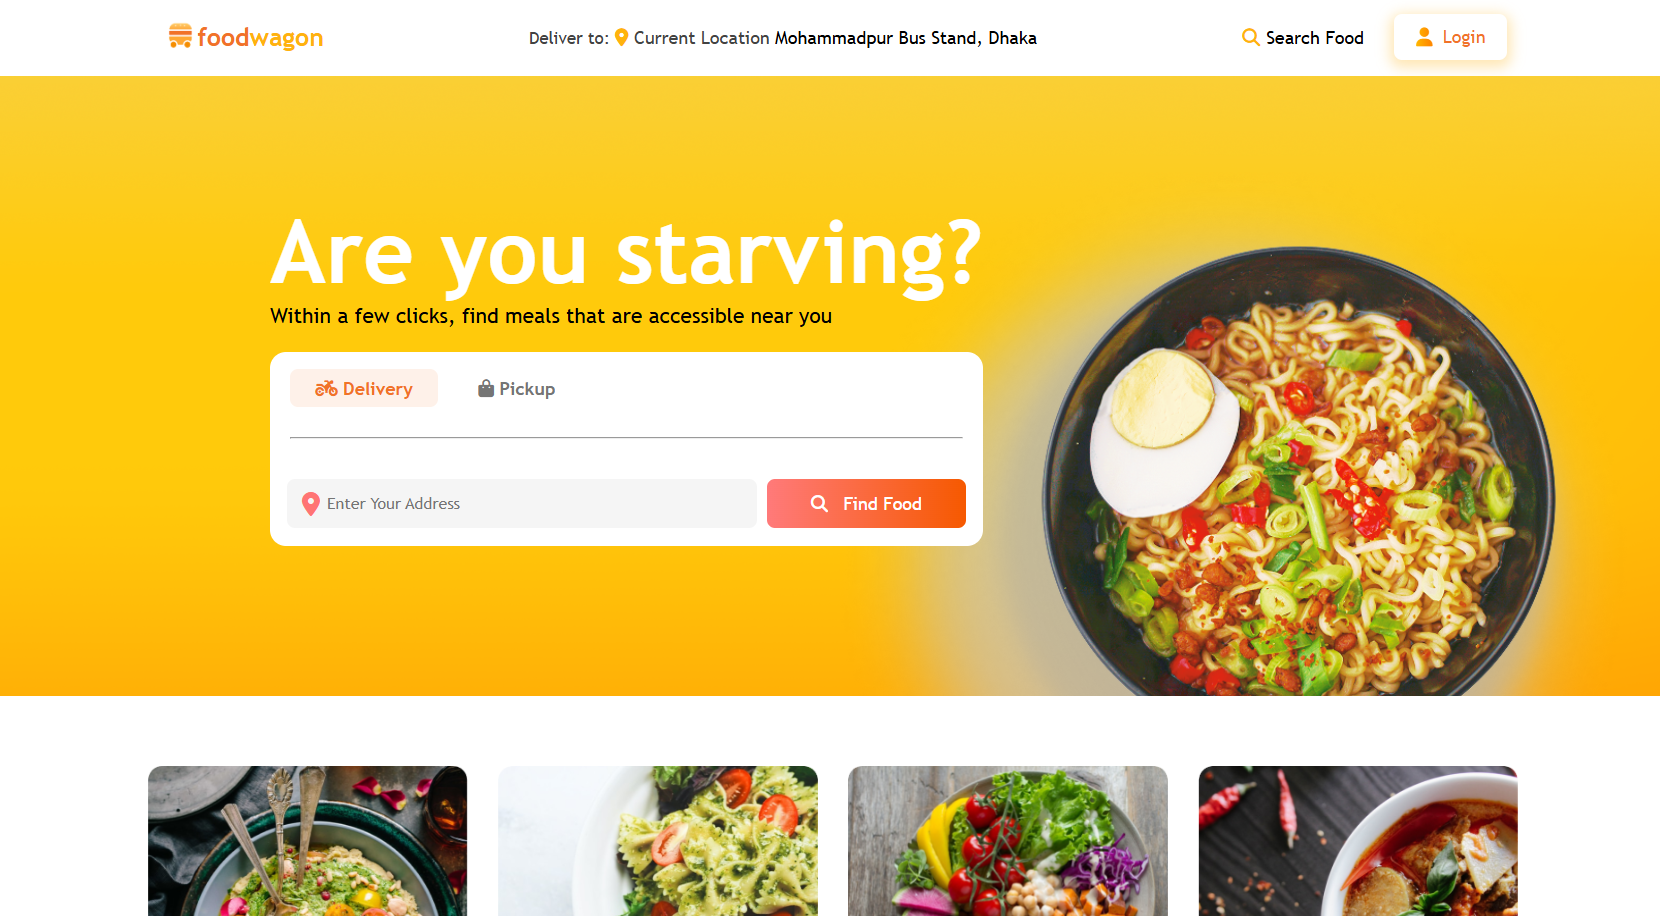 foodwagon
Deliver to: Current Location Mohammadpur Bus Stand, Dhaka
Search Food
Login
Are you starving?
Within a few clicks, find meals that are accessible near you
Delivery
Pickup
Enter Your Address
Find Food